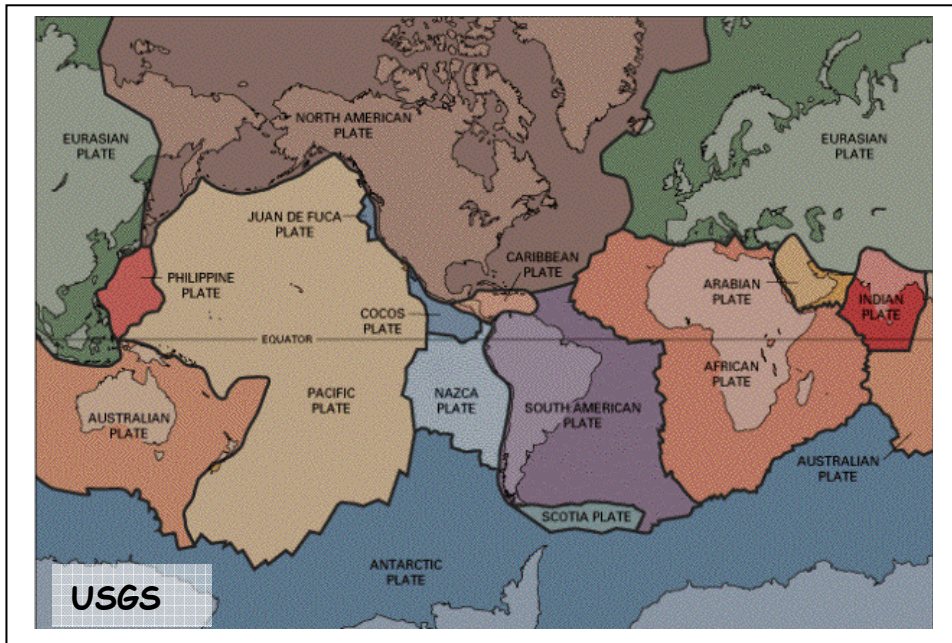 NORTH AMERICAN
PLATE
EURASIAN
PLATE
EURASIAN
PLATE
JUAN DE FUCA
PLATE
CARIBBEAN
PLATE
PHILIPPINE
PLATE
ARABIAN
PLATE
INDIAN
PLATE
COCOS
PLATE
EQUATOR
AFRICAN
PLATE
PACIFIC
PLATE
NAZCA
PLATE
SOUTH AMERICAN
PLATE
AUSTRALIAN
PLATE
AUSTRALIAN
PLATE
SCOTIA PLATE
ANTARCTIC
PLATE
USGS